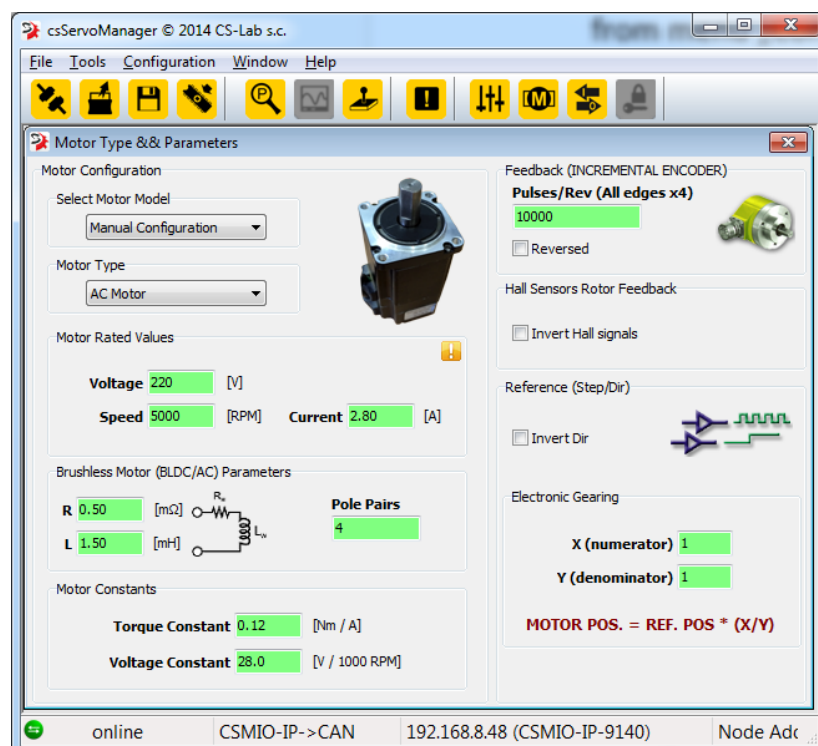 csServoManager © 2014 CS-Lab s.c.
File Tools Configuration Window Help
P
M
Motor Type && Parameters
Motor Configuration
Select Motor Model
Manual Configuration
Motor Type
AC Motor
Motor Rated Values
Voltage 220 [V]
Speed 5000 [RPM] Current 2.80 [A]
Brushless Motor (BLDC/AC) Parameters
R 0.50 [mΩ]
L 1.50 [mH]
Pole Pairs
4
Motor Constants
Torque Constant 0.12 [Nm / A]
Voltage Constant 28.0 [V / 1000 RPM]
Feedback (INCREMENTAL ENCODER)
Pulses/Rev (All edges x4)
10000
Reversed
Hall Sensors Rotor Feedback
Invert Hall signals
Reference (Step/Dir)
Invert Dir
Electronic Gearing
X (numerator) 1
Y (denominator) 1
MOTOR POS. = REF. POS * (X/Y)
online CSMIO-IP->CAN 192.168.8.48 (CSMIO-IP-9140) Node Adc